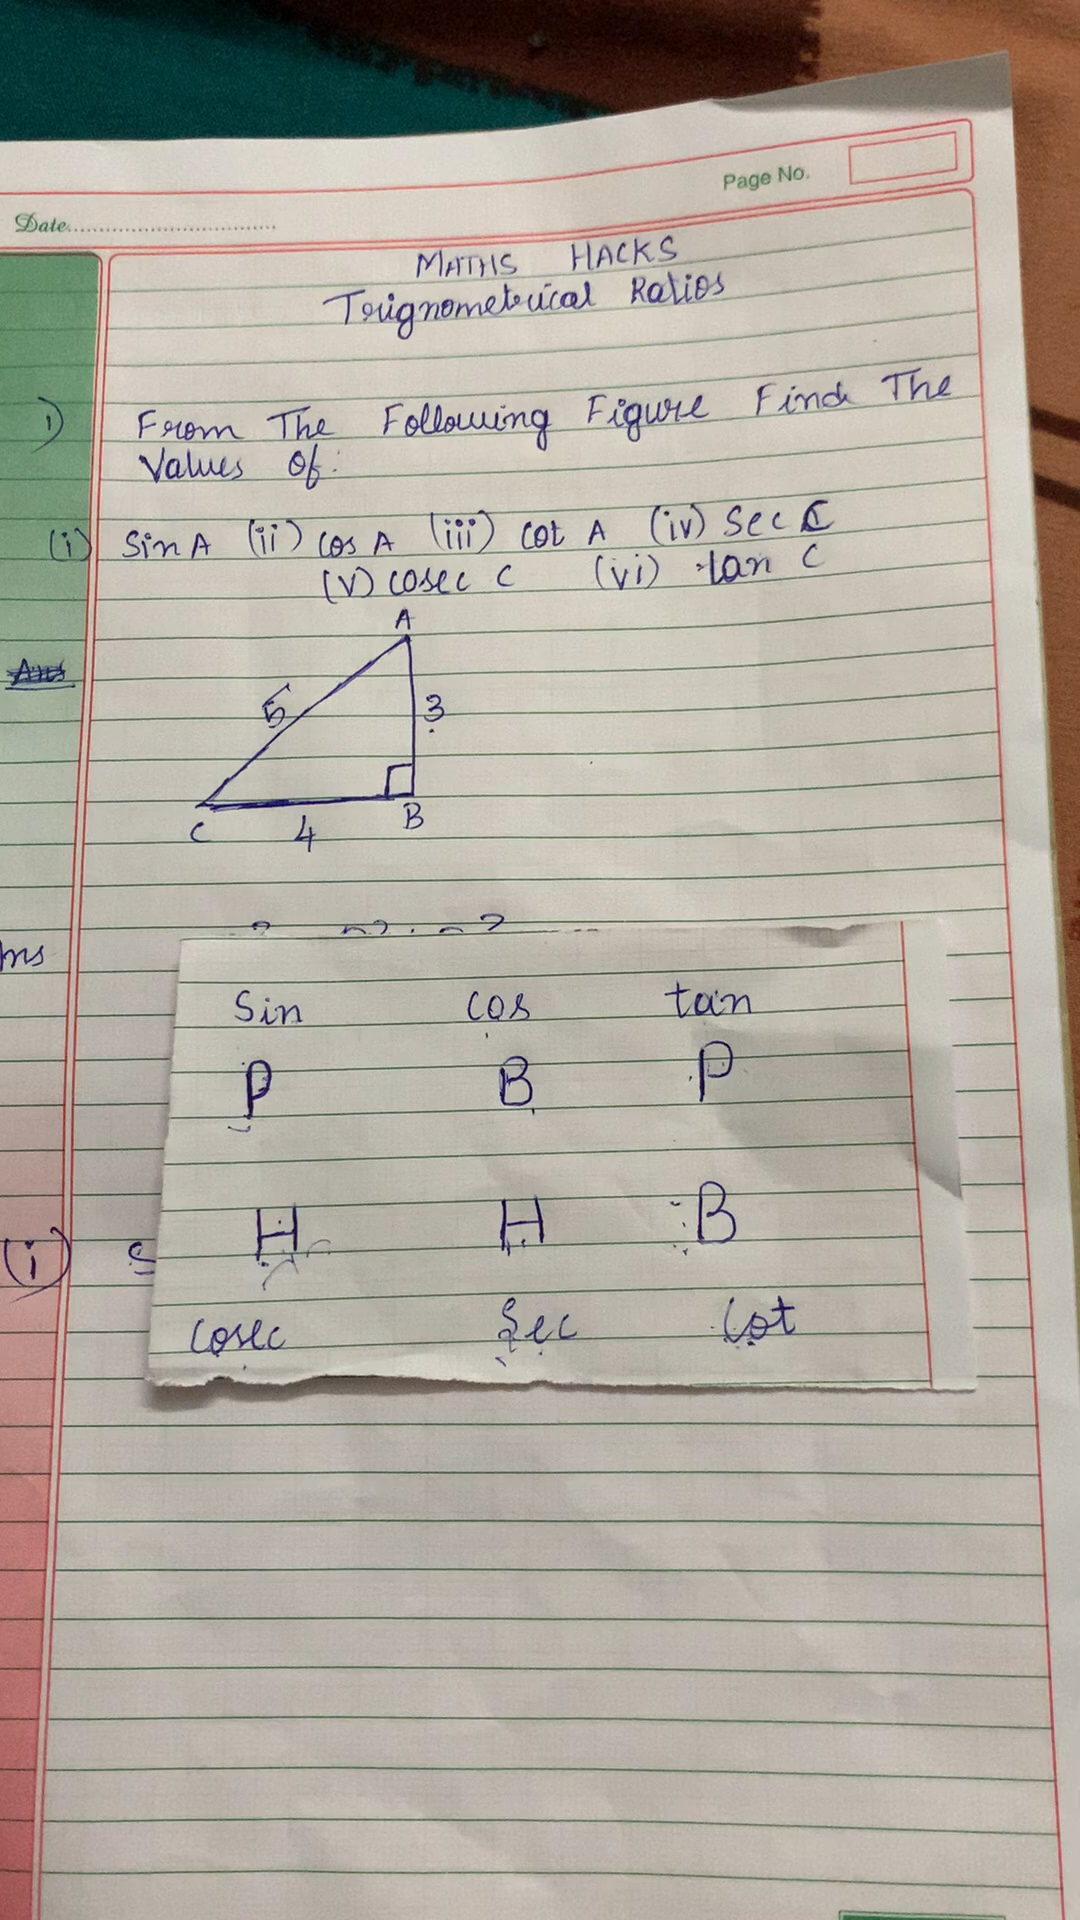 Page No.
Date
MATHS HACKS
Trignometrical Ratios
1) From The Following Figure Find The
Values Of:
(i) Sin A (ii) cos A (iii) cot A (iv) Sec C
(v) cosec C (vi) tan C
A
5 3
C 4 B
Ans
Sin cos tan
P B P
H H B
(i) S
Cosec Sec Cot